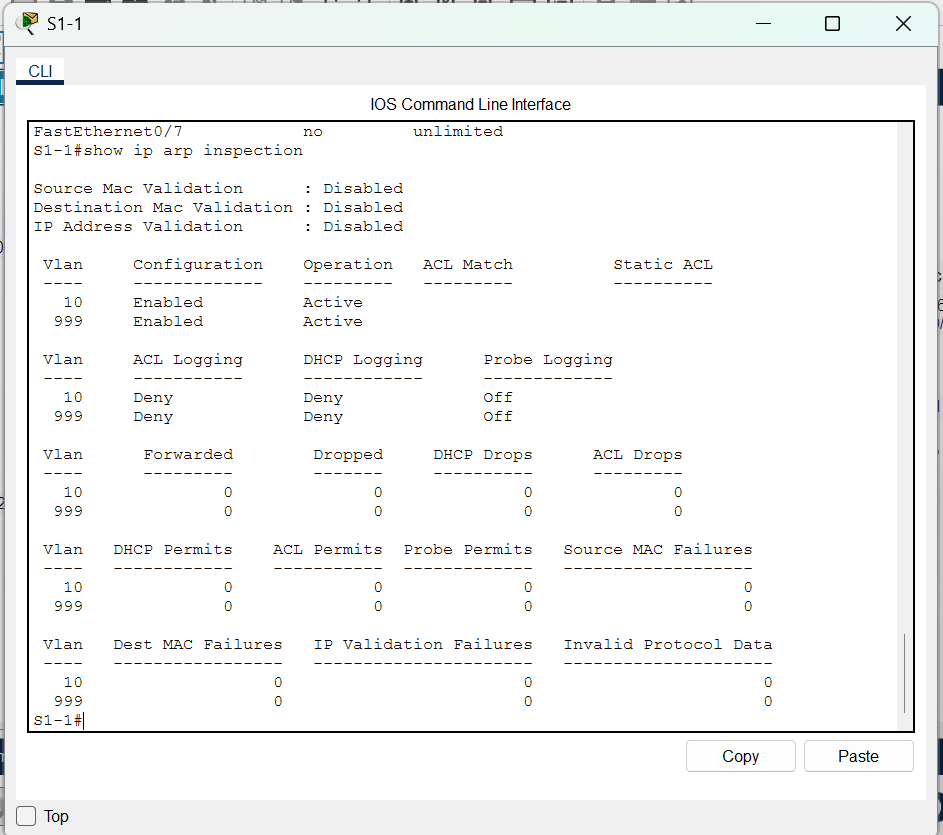 S1-1
CLI
IOS Command Line Interface
FastEthernet0/7            no         unlimited
S1-1#show ip arp inspection
Source Mac Validation      : Disabled
Destination Mac Validation : Disabled
IP Address Validation      : Disabled
 Vlan     Configuration    Operation   ACL Match          Static ACL
 ----     -------------    ---------   ---------          ----------
   10     Enabled          Active
  999     Enabled          Active
 Vlan     ACL Logging      DHCP Logging      Probe Logging
 ----     -----------      ------------      -------------
   10     Deny             Deny              Off
  999     Deny             Deny              Off
 Vlan      Forwarded        Dropped     DHCP Drops      ACL Drops
 ----      ---------        -------     ----------      ---------
   10              0              0              0              0
  999              0              0              0              0
 Vlan   DHCP Permits    ACL Permits  Probe Permits   Source MAC Failures
 ----   ------------    -----------  -------------   -------------------
   10              0              0              0                     0
  999              0              0              0                     0
 Vlan   Dest MAC Failures   IP Validation Failures   Invalid Protocol Data
 ----   -----------------   ----------------------   ---------------------
   10                   0                        0                       0
  999                   0                        0                       0
S1-1#
Copy
Paste
Top